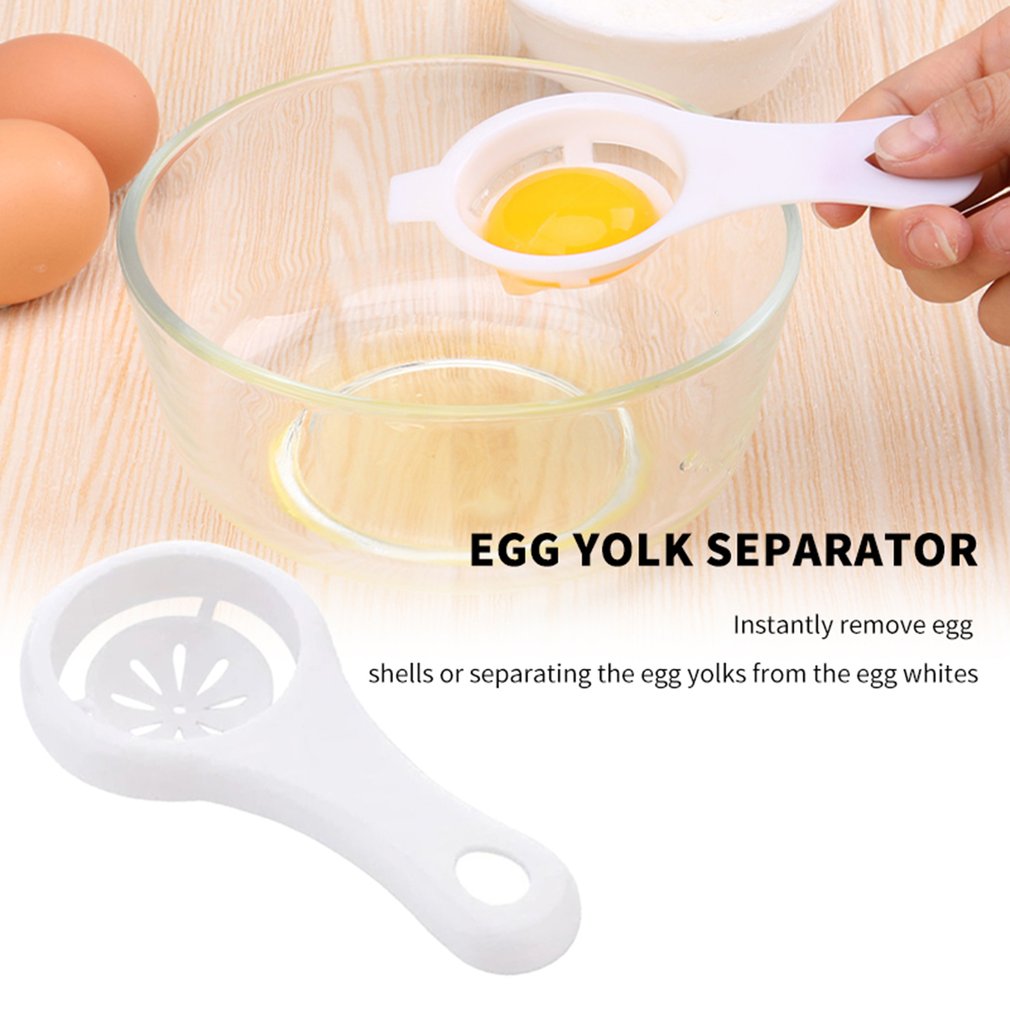 EGG YOLK SEPARATOR
Instantly remove egg
shells or separating the egg yolks from the egg whites